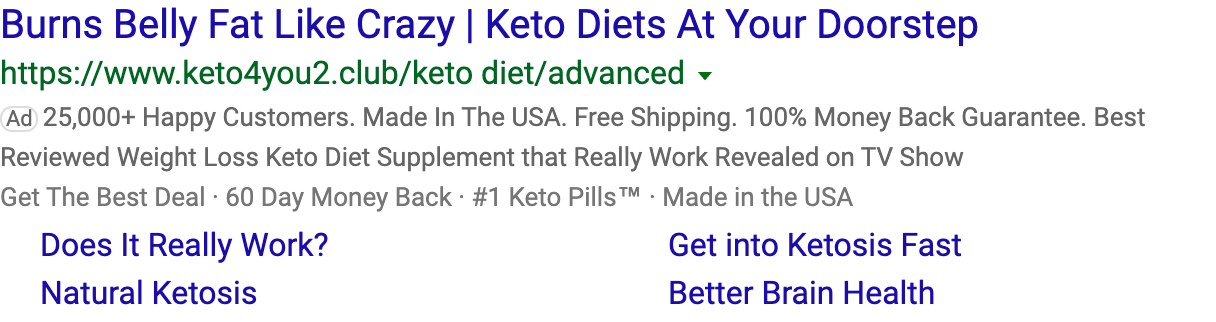 Burns Belly Fat Like Crazy | Keto Diets At Your Doorstep
https://www.keto4you2.club/keto diet/advanced
Ad 25,000+ Happy Customers. Made In The USA. Free Shipping. 100% Money Back Guarantee. Best
Reviewed Weight Loss Keto Diet Supplement that Really Work Revealed on TV Show
Get The Best Deal · 60 Day Money Back · #1 Keto Pills™ · Made in the USA
Does It Really Work? Get into Ketosis Fast
Natural Ketosis Better Brain Health